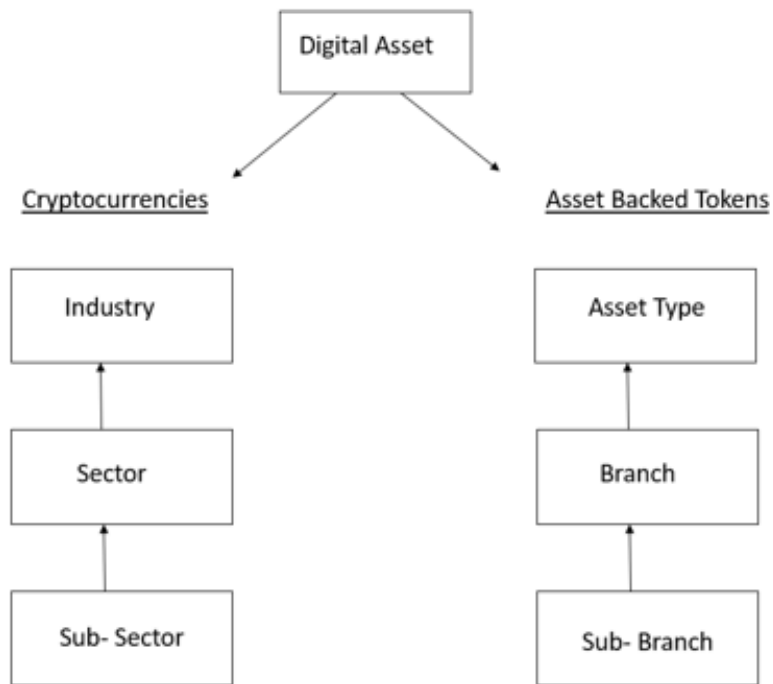 Digital Asset
Cryptocurrencies
Asset Backed Tokens
Industry
Asset Type
Sector
Branch
Sub- Sector
Sub- Branch